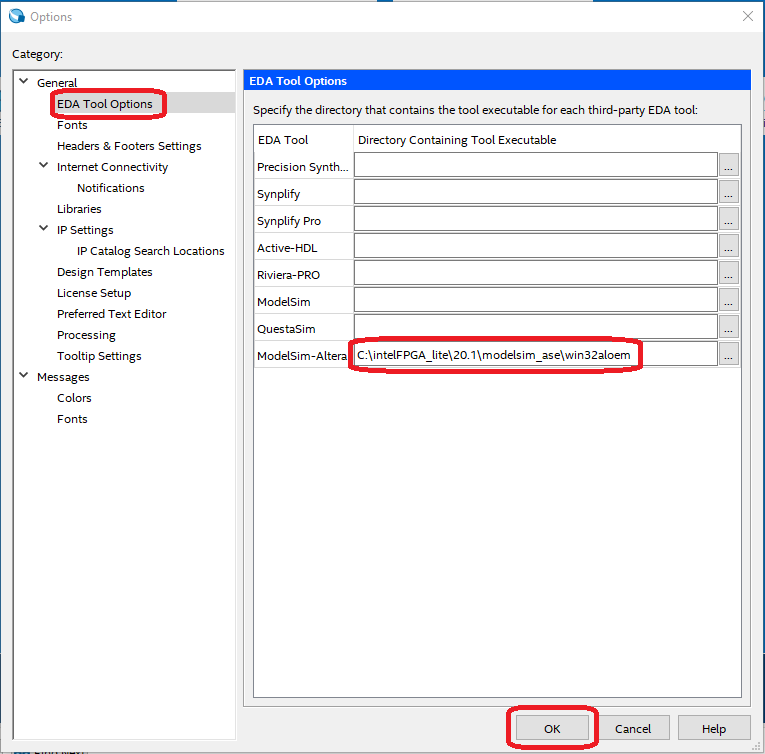 Options
Category:
General
EDA Tool Options
Fonts
Headers & Footers Settings
Internet Connectivity
Notifications
Libraries
IP Settings
IP Catalog Search Locations
Design Templates
License Setup
Preferred Text Editor
Processing
Tooltip Settings
Messages
Colors
Fonts
EDA Tool Options
Specify the directory that contains the tool executable for each third-party EDA tool:
EDA Tool Directory Containing Tool Executable
Precision Synth... ...
Synplify ...
Synplify Pro ...
Active-HDL ...
Riviera-PRO ...
ModelSim ...
QuestaSim ...
ModelSim-Altera C:\intelFPGA_lite\20.1\modelsim_ase\win32aloem ...
OK Cancel Help